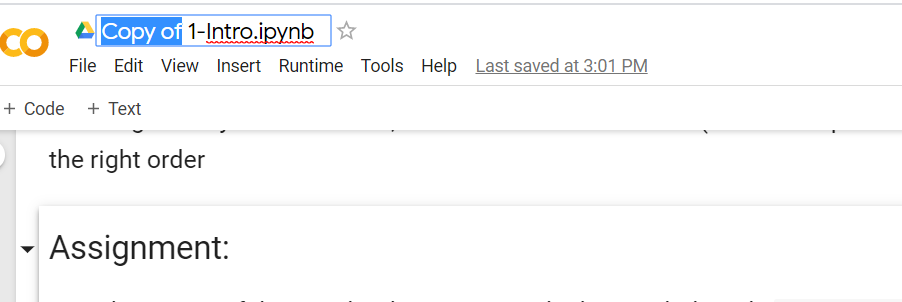 Copy of 1-Intro.ipynb
File Edit View Insert Runtime Tools Help Last saved at 3:01 PM
+ Code + Text
the right order
Assignment: